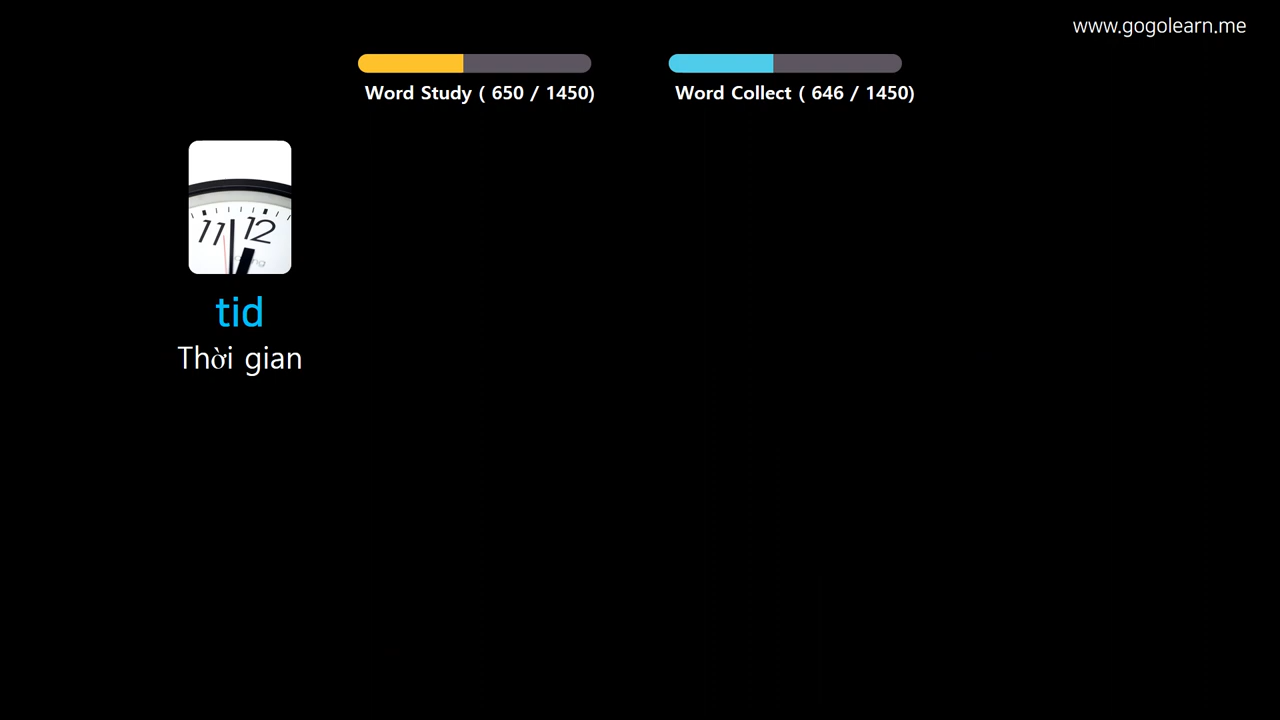 www.gogolearn.me
Word Study ( 650 / 1450)
Word Collect ( 646 / 1450)
11 12
tid
Thời gian